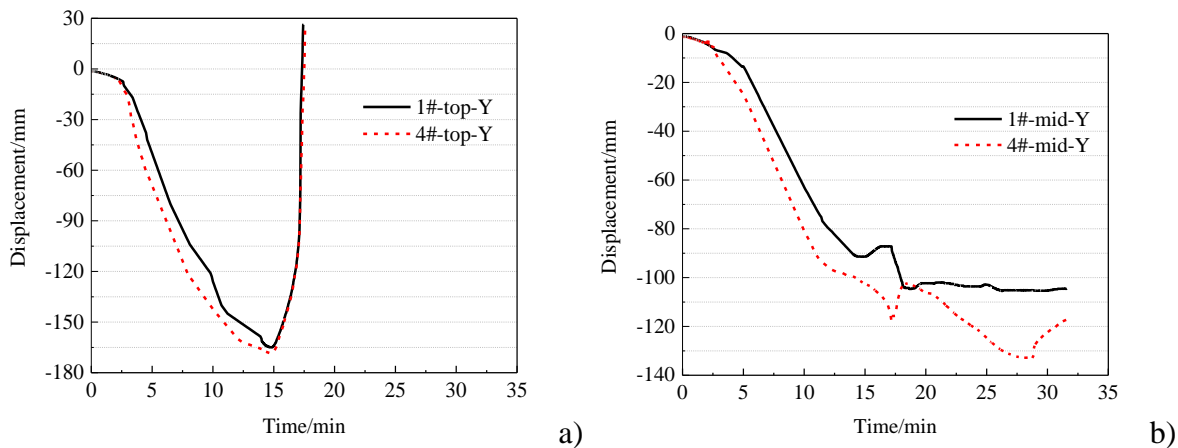 30
0
-30
-60
-90
-120
-150
-180
Displacement/mm
0 5 10 15 20 25 30 35
Time/min
1#-top-Y
4#-top-Y
a)
0
-20
-40
-60
-80
-100
-120
-140
Displacement/mm
0 5 10 15 20 25 30 35
Time/min
1#-mid-Y
4#-mid-Y
b)